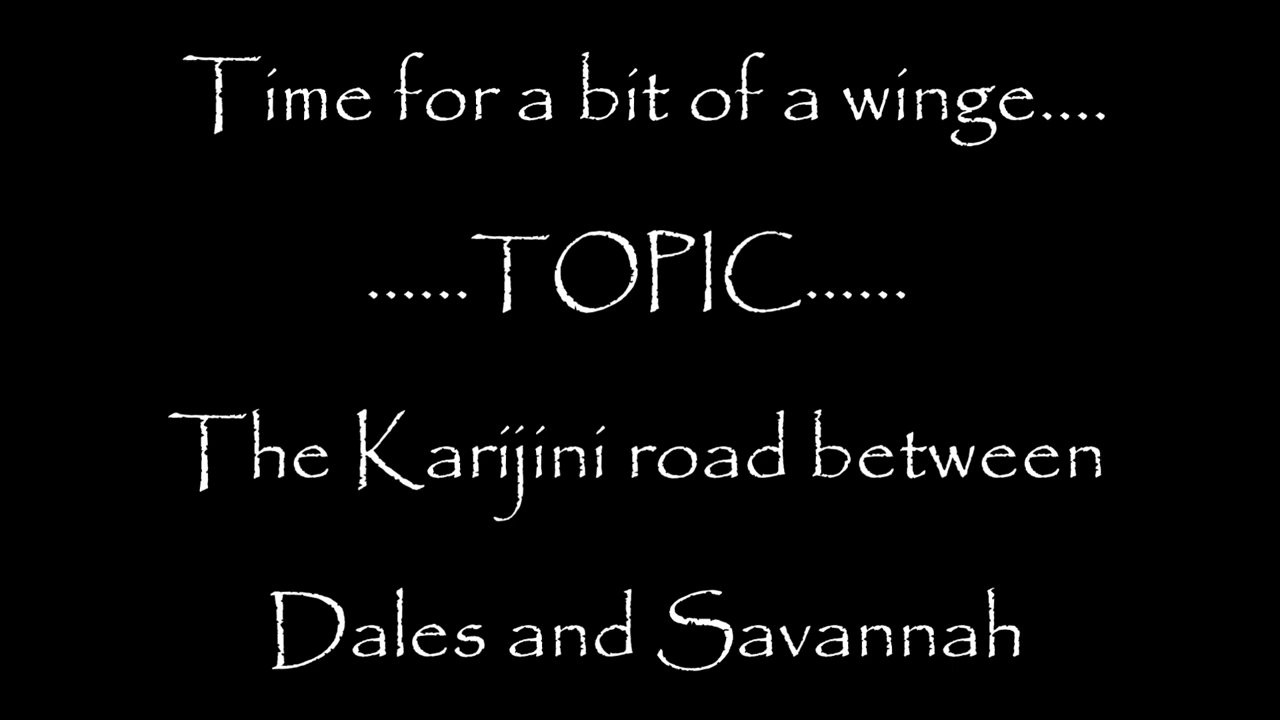 Time for a bit of a winge....
......TOPIC......
The Karijini road between
Dales and Savannah